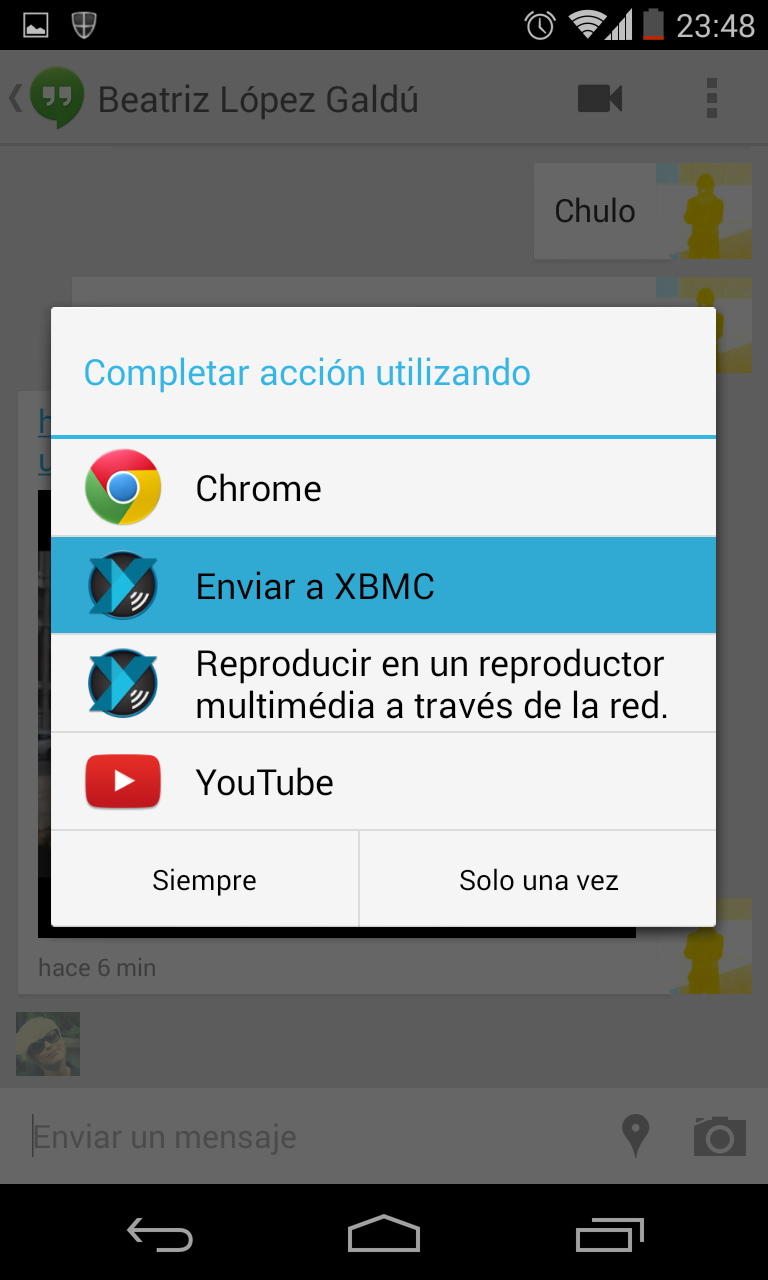 23:48
Beatriz López Galdú
Chulo
Completar acción utilizando
Chrome
Enviar a XBMC
Reproducir en un reproductor
multimédia a través de la red.
YouTube
Siempre
Solo una vez
hace 6 min
Enviar un mensaje